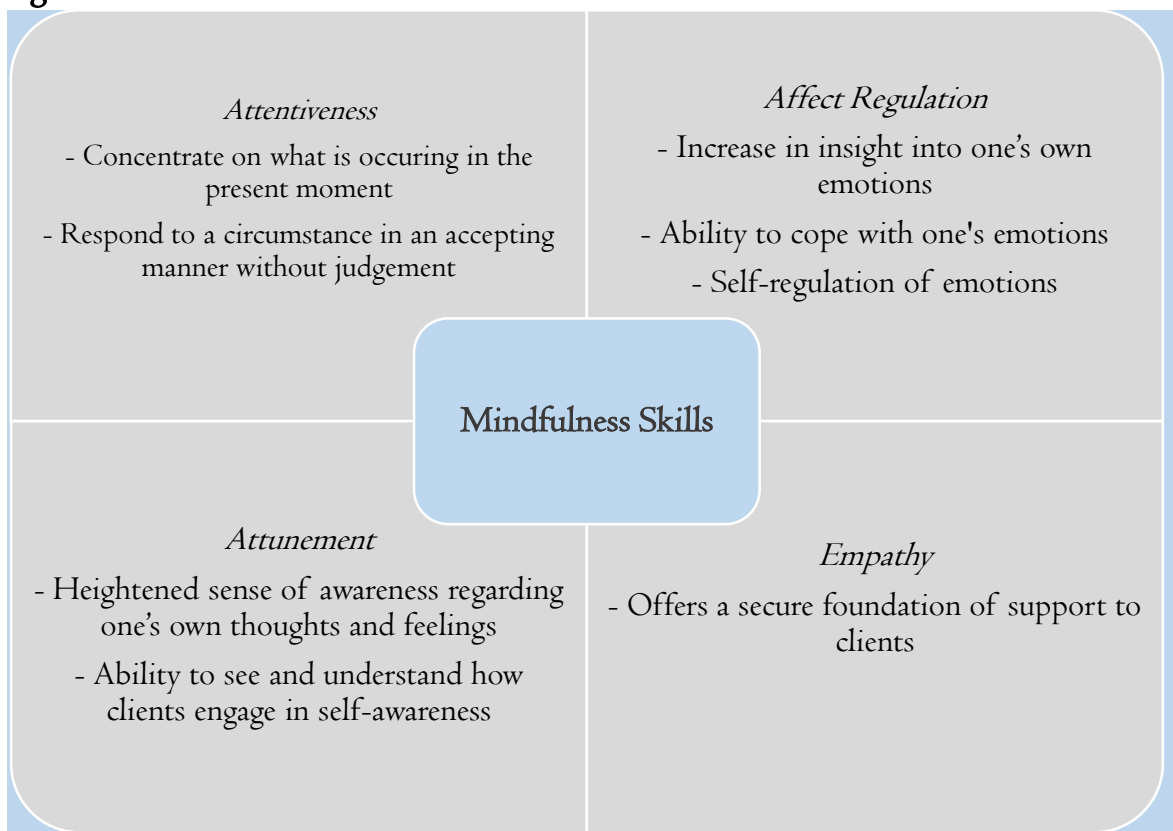 Attentiveness
- Concentrate on what is occuring in the
present moment
- Respond to a circumstance in an accepting
manner without judgement
Affect Regulation
- Increase in insight into one’s own
emotions
- Ability to cope with one's emotions
- Self-regulation of emotions
Mindfulness Skills
Attunement
- Heightened sense of awareness regarding
one’s own thoughts and feelings
- Ability to see and understand how
clients engage in self-awareness
Empathy
- Offers a secure foundation of support to
clients